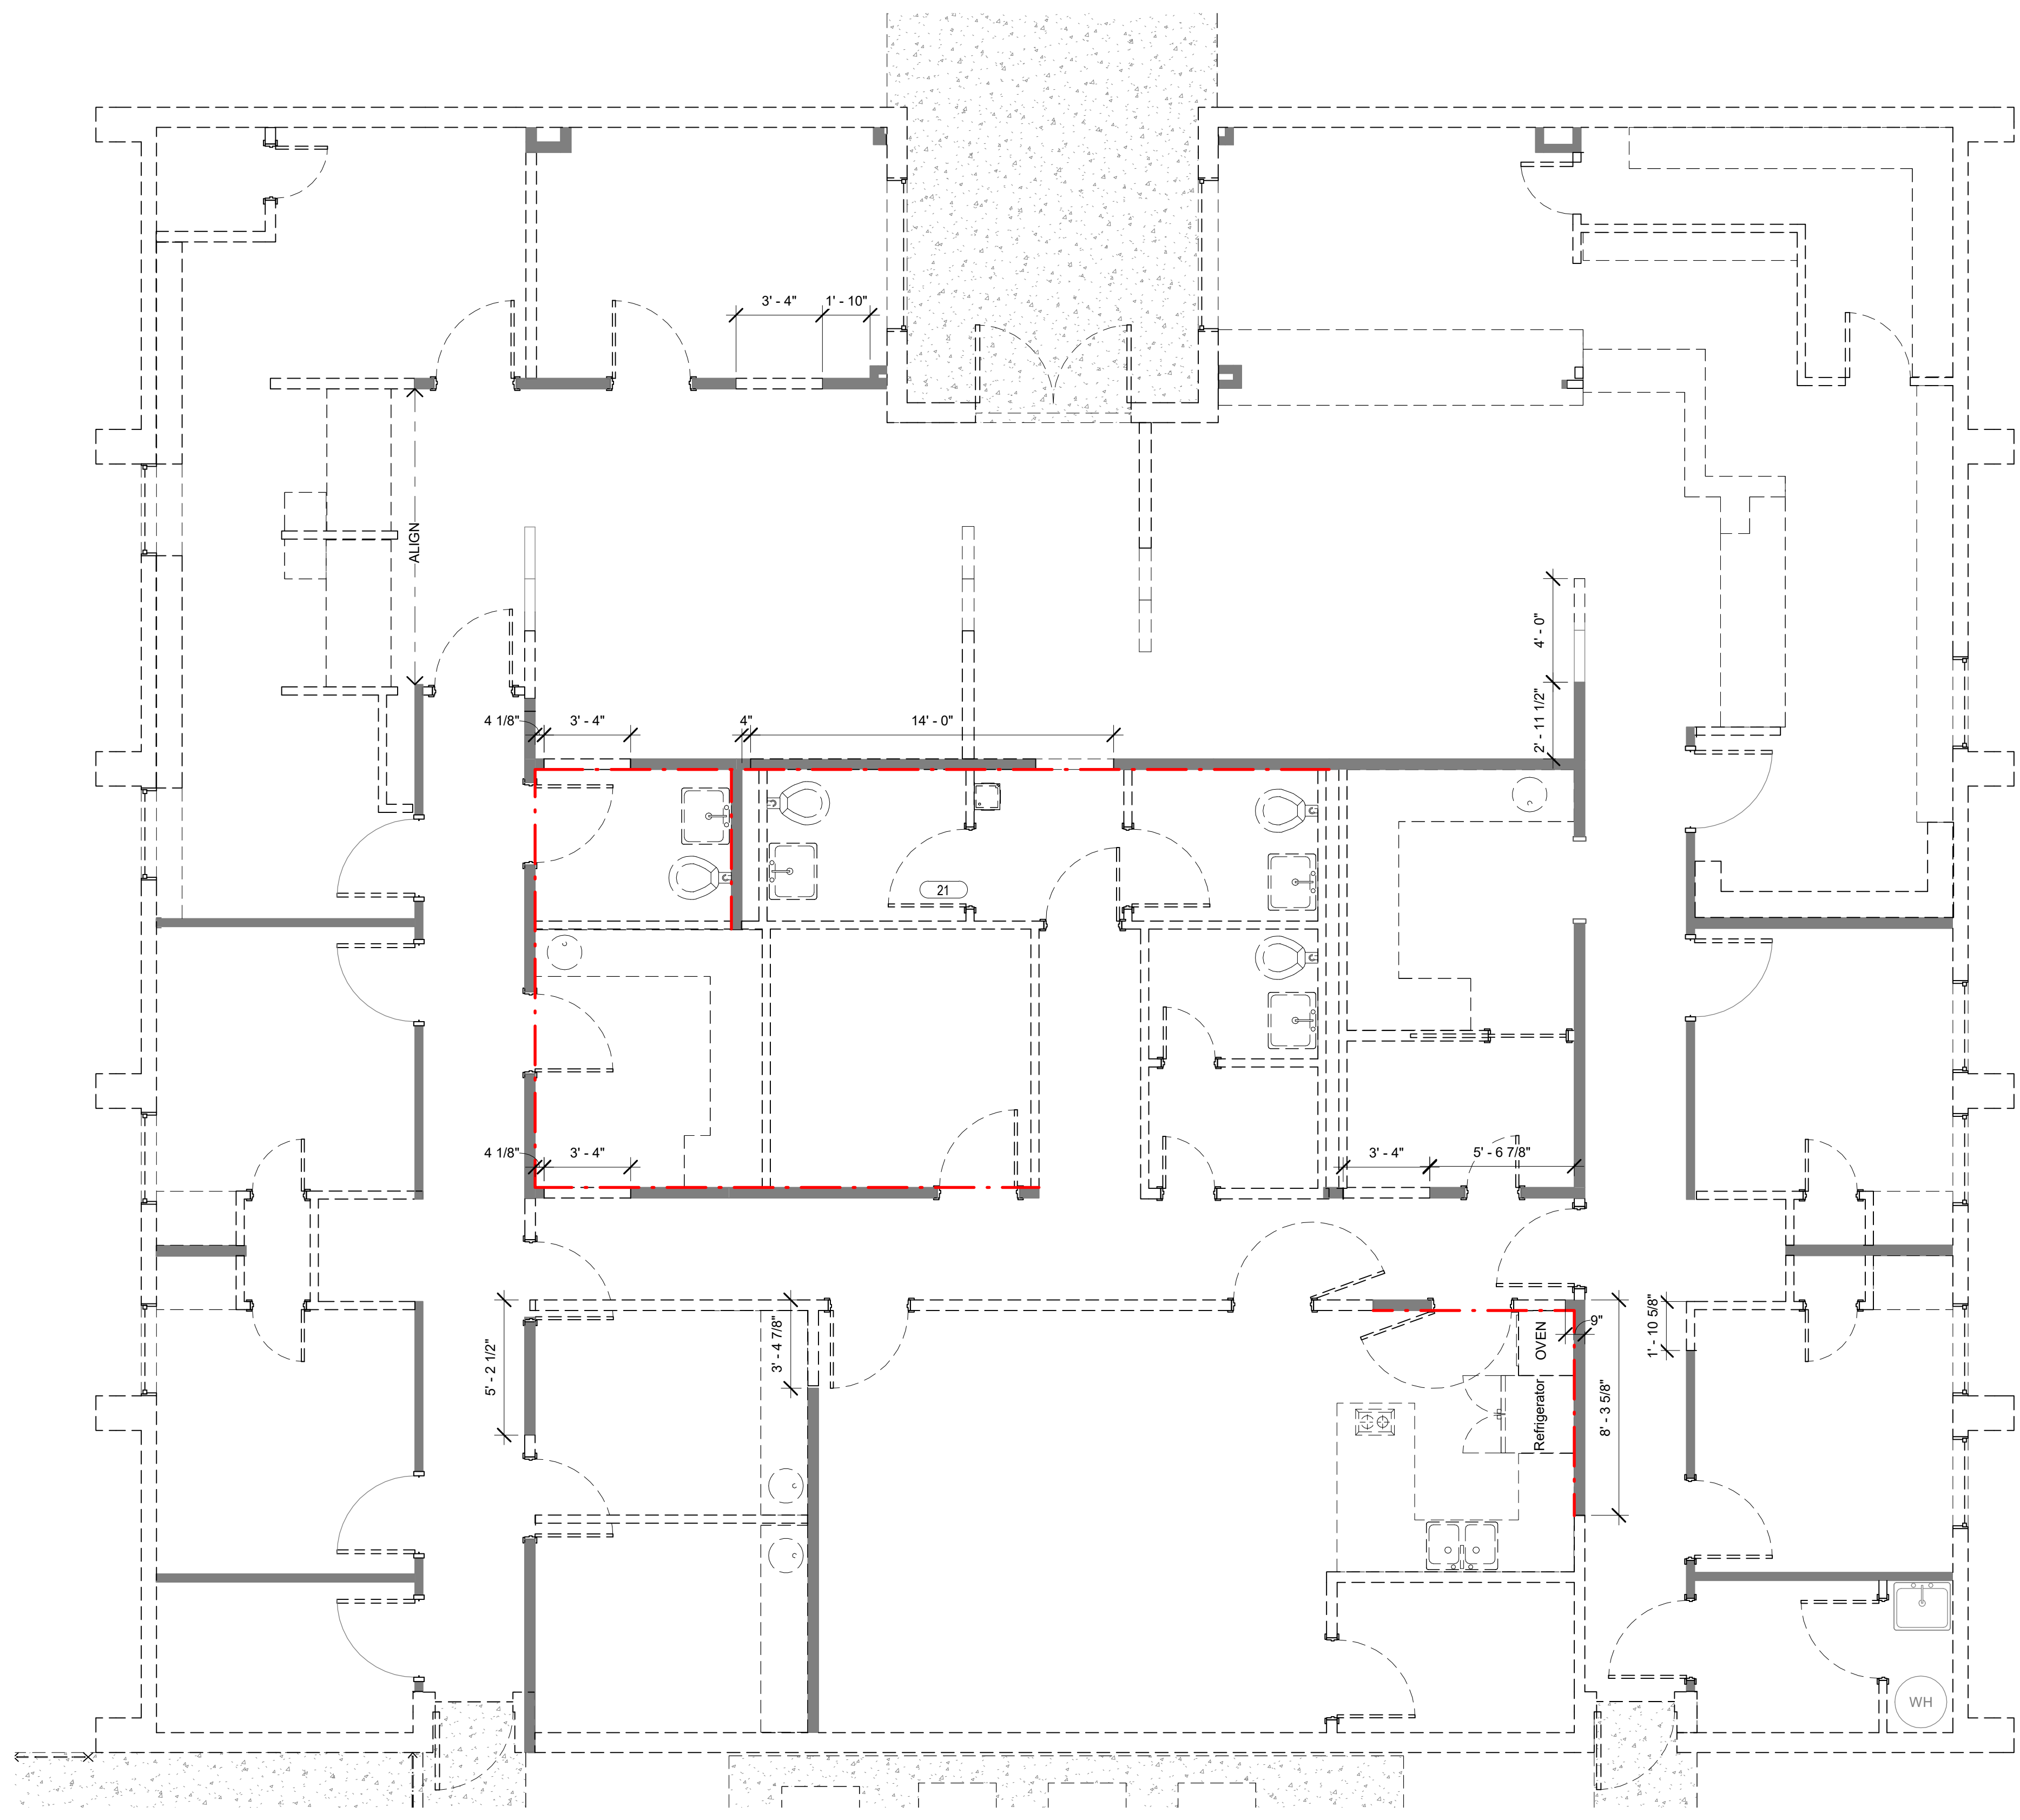 3' - 4" 1' - 10"
ALIGN
4' - 0"
2' - 11 1/2"
4 1/8" 3' - 4" 4" 14' - 0"
21
4 1/8" 3' - 4" 3' - 4" 5' - 6 7/8"
5' - 2 1/2"
3' - 4 7/8"
OVEN
9"
1' - 10 5/8"
Refrigerator
8' - 3 5/8"
WH